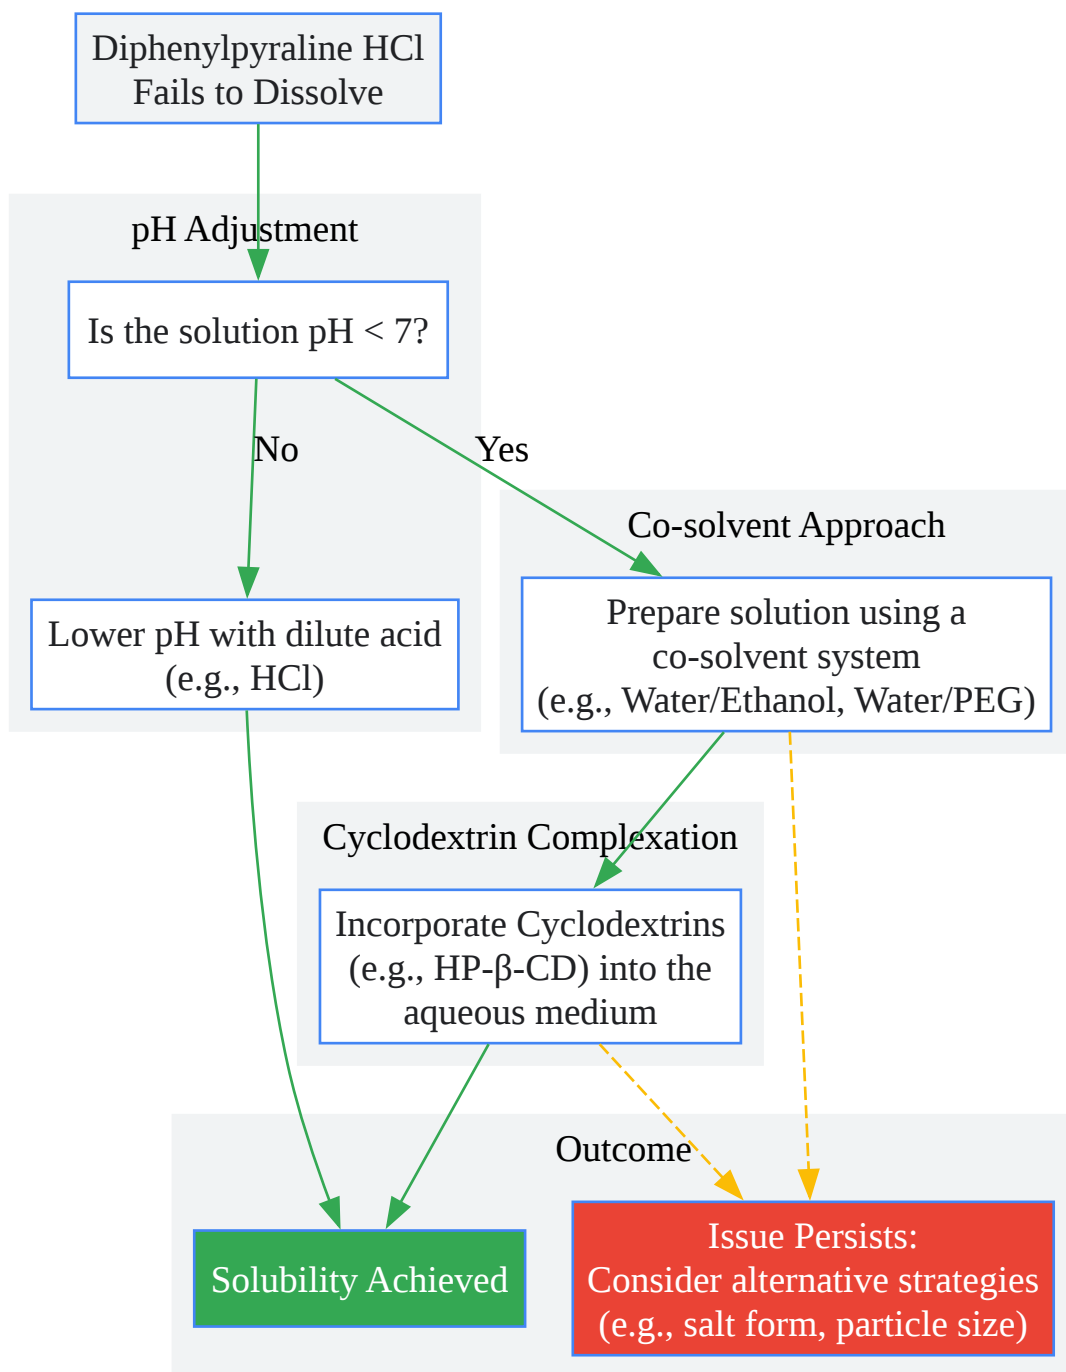 Diphenylpyraline HCl
Fails to Dissolve
pH Adjustment
Is the solution pH < 7?
No
Yes
Co-solvent Approach
Prepare solution using a
co-solvent system
(e.g., Water/Ethanol, Water/PEG)
Lower pH with dilute acid
(e.g., HCl)
Cyclodextrin Complexation
Incorporate Cyclodextrins
(e.g., HP-β-CD) into the
aqueous medium
Outcome
Solubility Achieved
Issue Persists:
Consider alternative strategies
(e.g., salt form, particle size)